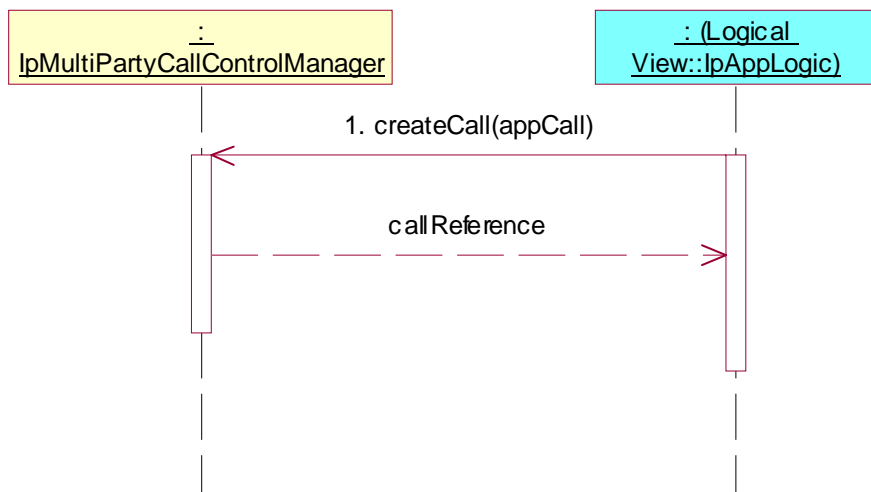 :
IpMultiPartyCallControlManager
: (Logical
View::IpAppLogic)
1. createCall(appCall)
callReference